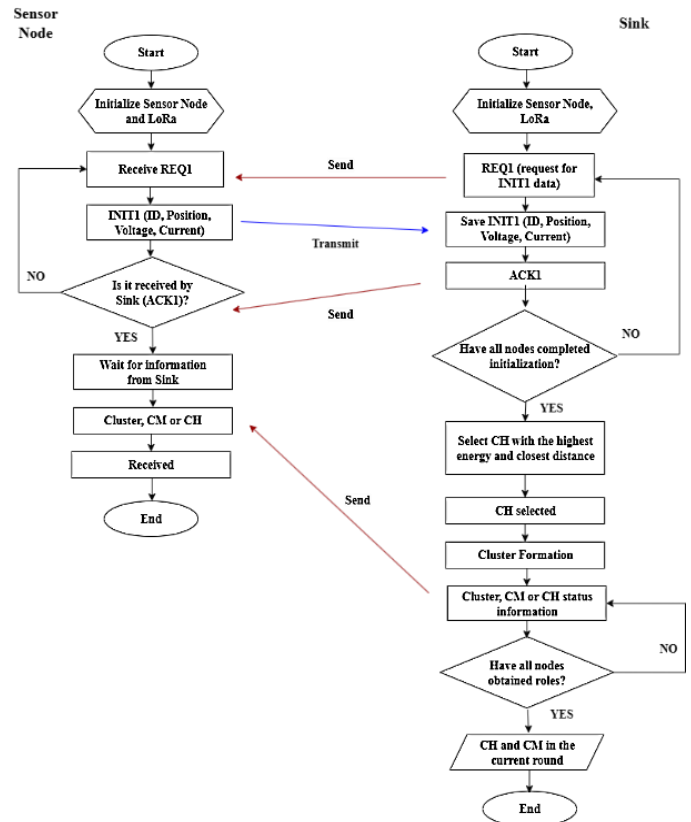 Sensor
Node
Start
Initialize Sensor Node
and LoRa
Receive REQ1
INIT1 (ID, Position,
Voltage, Current)
NO
Is it received by
Sink (ACK1)?
YES
Wait for information
from Sink
Cluster, CM or CH
Received
End
Send
Transmit
Send
Send
Sink
Start
Initialize Sensor Node,
LoRa
REQ1 (request for
INIT1 data)
Save INIT1 (ID, Position,
Voltage, Current)
ACK1
NO
Have all nodes completed
initialization?
YES
Select CH with the highest
energy and closest distance
CH selected
Cluster Formation
Cluster, CM or CH status
information
NO
Have all nodes
obtained roles?
YES
CH and CM in the
current round
End